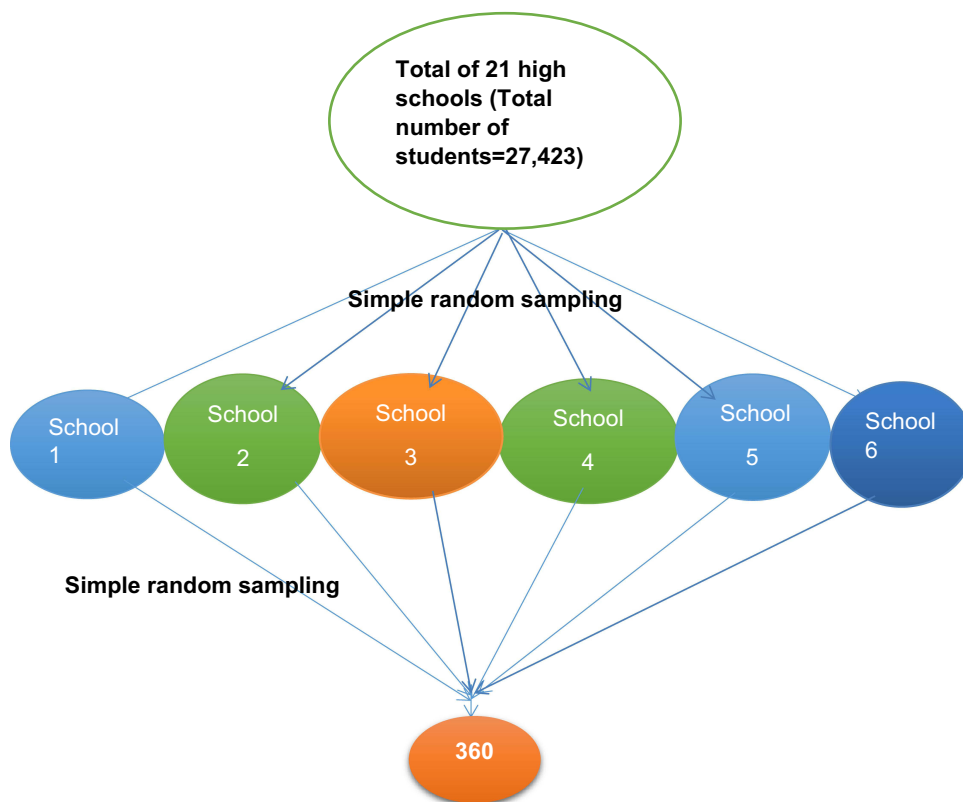 Total of 21 high
schools (Total
number of
students=27,423)
Simple random sampling
School
1
School
2
School
3
School
4
School
5
School
6
Simple random sampling
360